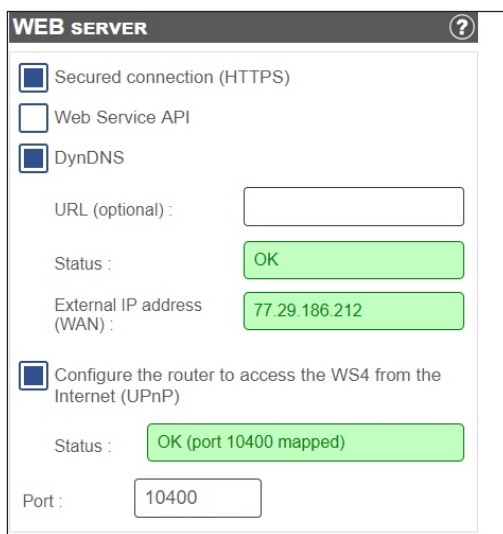 WEB SERVER ?
Secured connection (HTTPS)
Web Service API
DynDNS
URL (optional) :
Status : OK
External IP address
(WAN) : 77.29.186.212
Configure the router to access the WS4 from the
Internet (UPnP)
Status : OK (port 10400 mapped)
Port : 10400